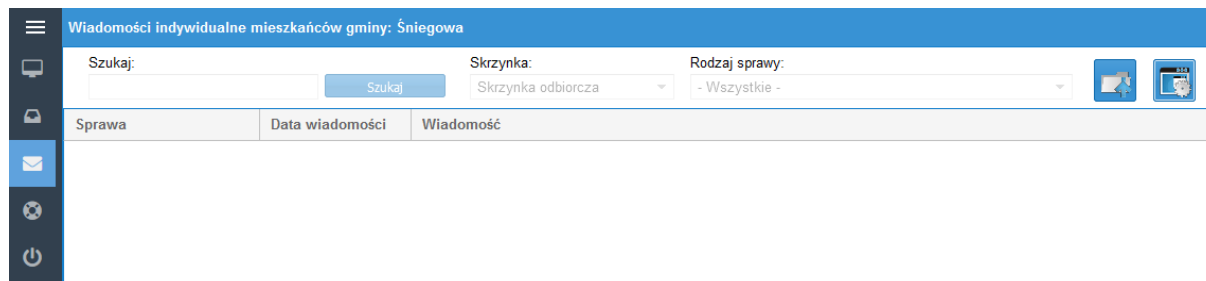 Wiadomości indywidualne mieszkańców gminy: Śniegowa
Szukaj: Skrzynka: Rodzaj sprawy:
Szukaj Skrzynka odbiorcza - Wszystkie -
Sprawa Data wiadomości Wiadomość